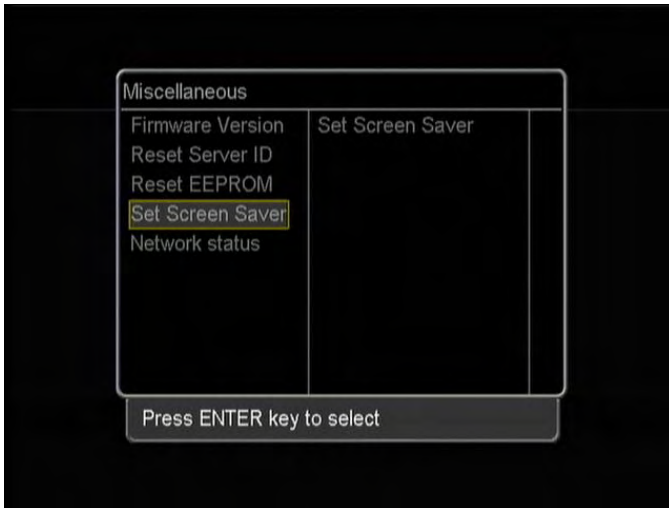 Miscellaneous
Firmware Version
Reset Server ID
Reset EEPROM
Set Screen Saver
Network status
Set Screen Saver
Press ENTER key to select